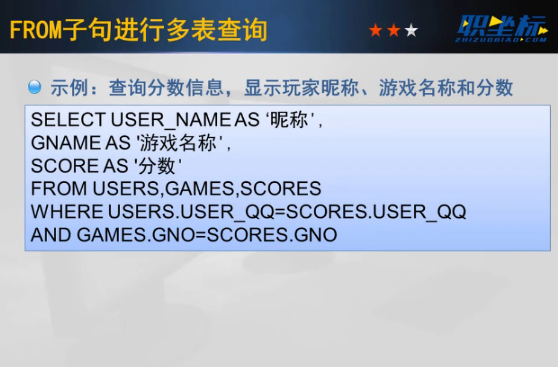 FROM子句进行多表查询
职坐标
ZHIZUOBIAO.COM
示例：查询分数信息，显示玩家昵称、游戏名称和分数
SELECT USER_NAME AS ‘昵称’,
GNAME AS '游戏名称',
SCORE AS '分数'
FROM USERS,GAMES,SCORES
WHERE USERS.USER_QQ=SCORES.USER_QQ
AND GAMES.GNO=SCORES.GNO